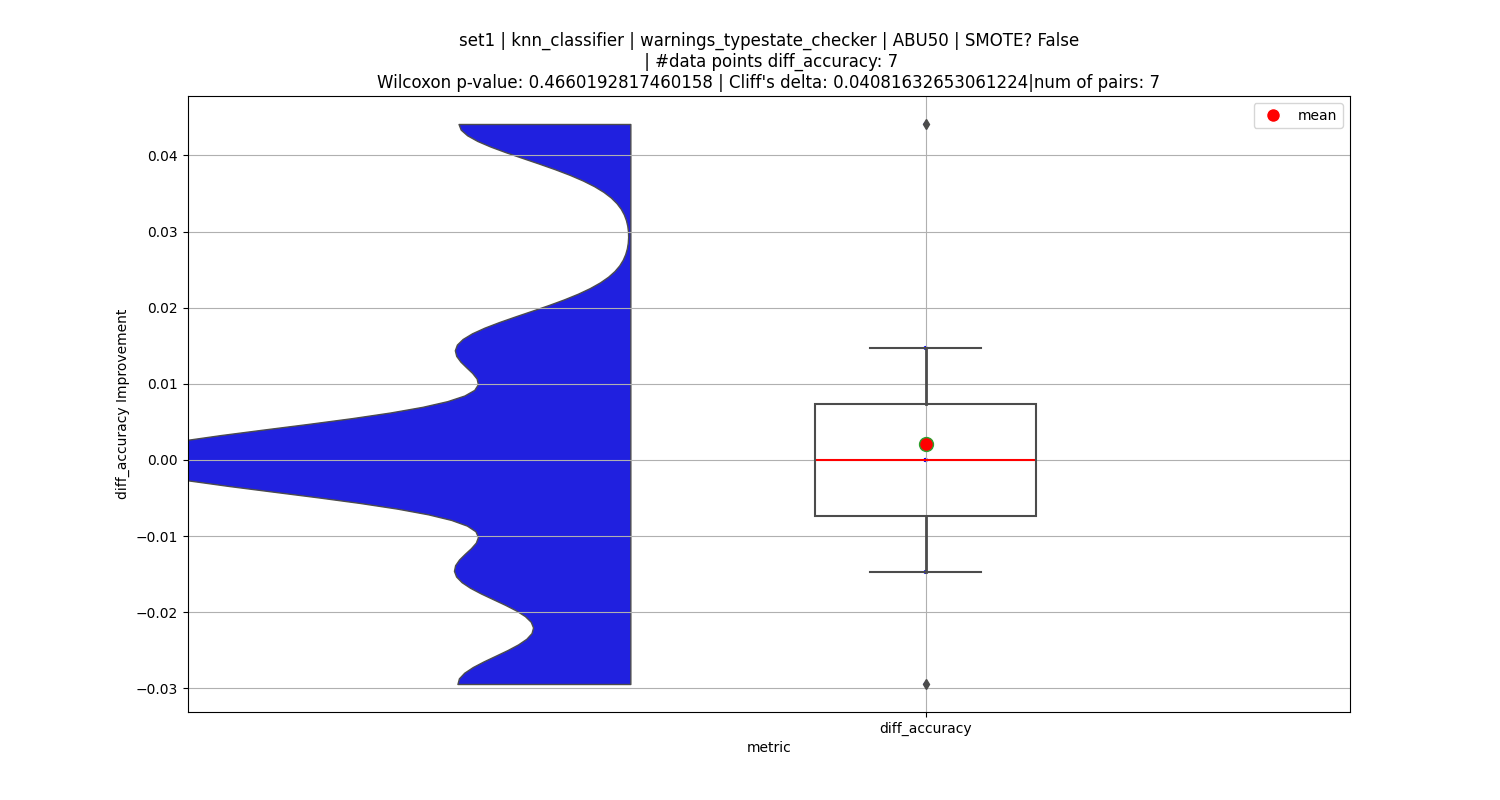 set1 | knn_classifier | warnings_typestate_checker | ABU50 | SMOTE? False
| #data points diff_accuracy: 7
Wilcoxon p-value: 0.4660192817460158 | Cliff's delta: 0.04081632653061224|num of pairs: 7
mean
0.04
0.03
0.02
0.01
0.00
−0.01
−0.02
−0.03
diff_accuracy Improvement
diff_accuracy
metric